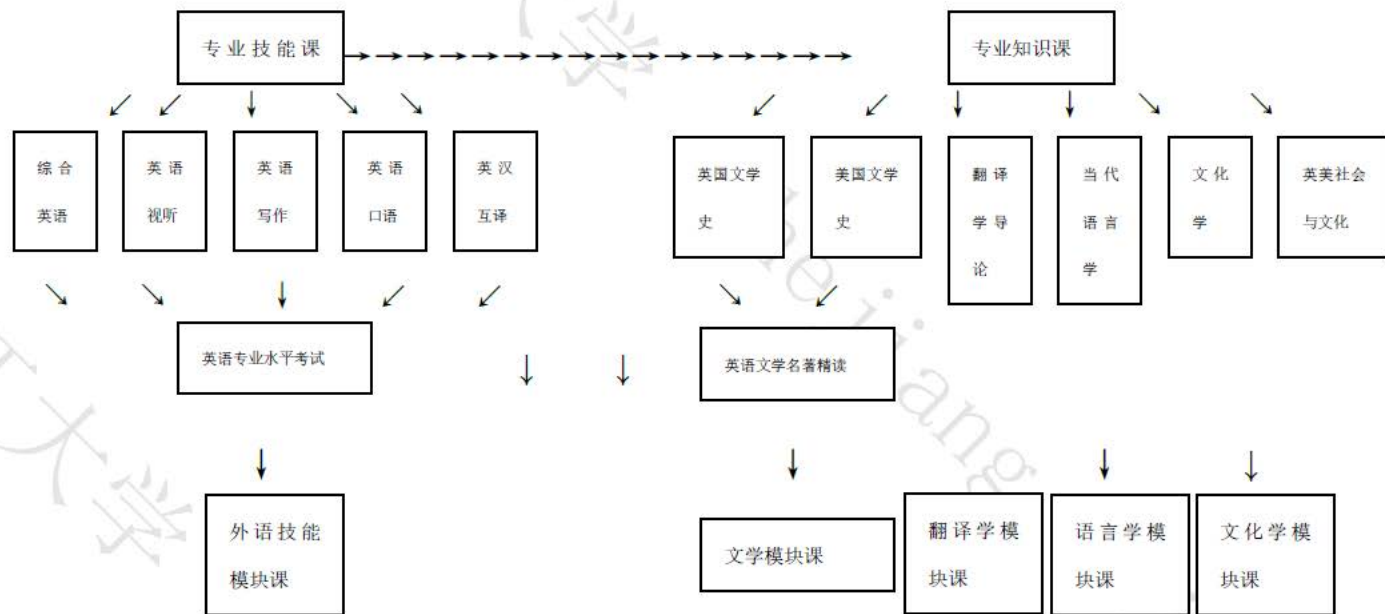 专业技能课
专业知识课
综合
英语
英语
视听
英语
写作
英语
口语
英汉
互译
英国文学
史
美国文学
史
翻译
学导
论
当代
语言
学
文化
学
英美社会
与文化
英语专业水平考试
英语文学名著精读
外语技能
模块课
文学模块课
翻译学模
块课
语言学模
块课
文化学模
块课
大学
学
hejiang